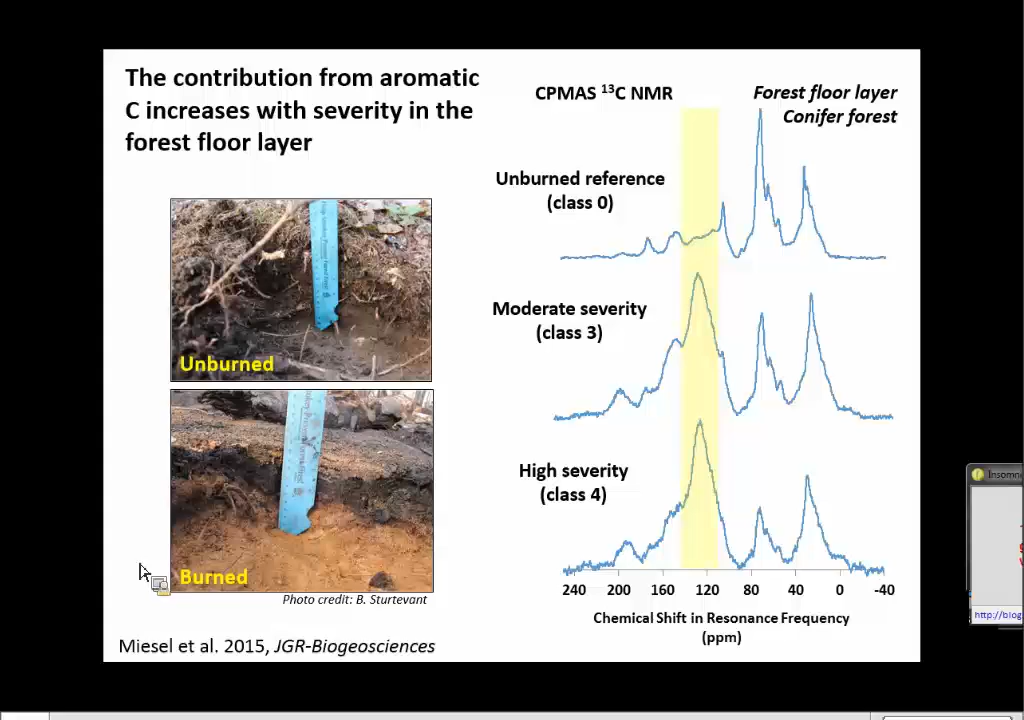 The contribution from aromatic
C increases with severity in the
forest floor layer
CPMAS ¹³C NMR
Forest floor layer
Conifer forest
Unburned reference
(class 0)
Moderate severity
(class 3)
High severity
(class 4)
240 200 160 120 80 40 0 -40
Chemical Shift in Resonance Frequency
(ppm)
Unburned
Burned
Photo credit: B. Sturtevant
Miesel et al. 2015, JGR-Biogeosciences
http://blog